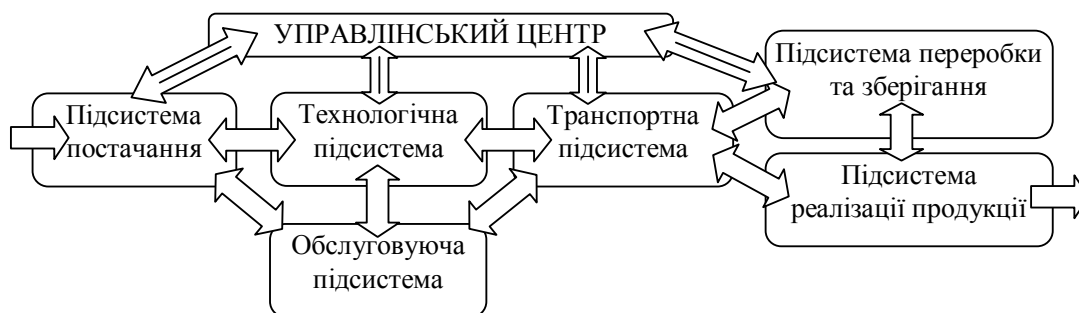 УПРАВЛІНСЬКИЙ ЦЕНТР
Підсистема переробки
та зберігання
Підсистема
постачання
Технологічна
підсистема
Транспортна
підсистема
Підсистема
реалізації продукції
Обслуговуюча
підсистема